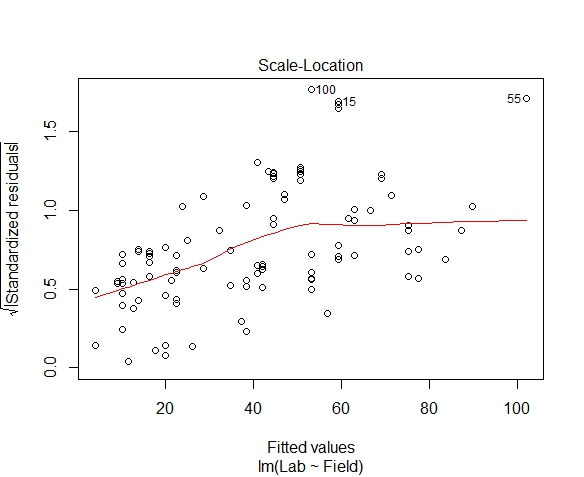 Scale-Location
√|Standardized residuals|
0.0 0.5 1.0 1.5
100
15
55
20 40 60 80 100
Fitted values
lm(Lab ~ Field)